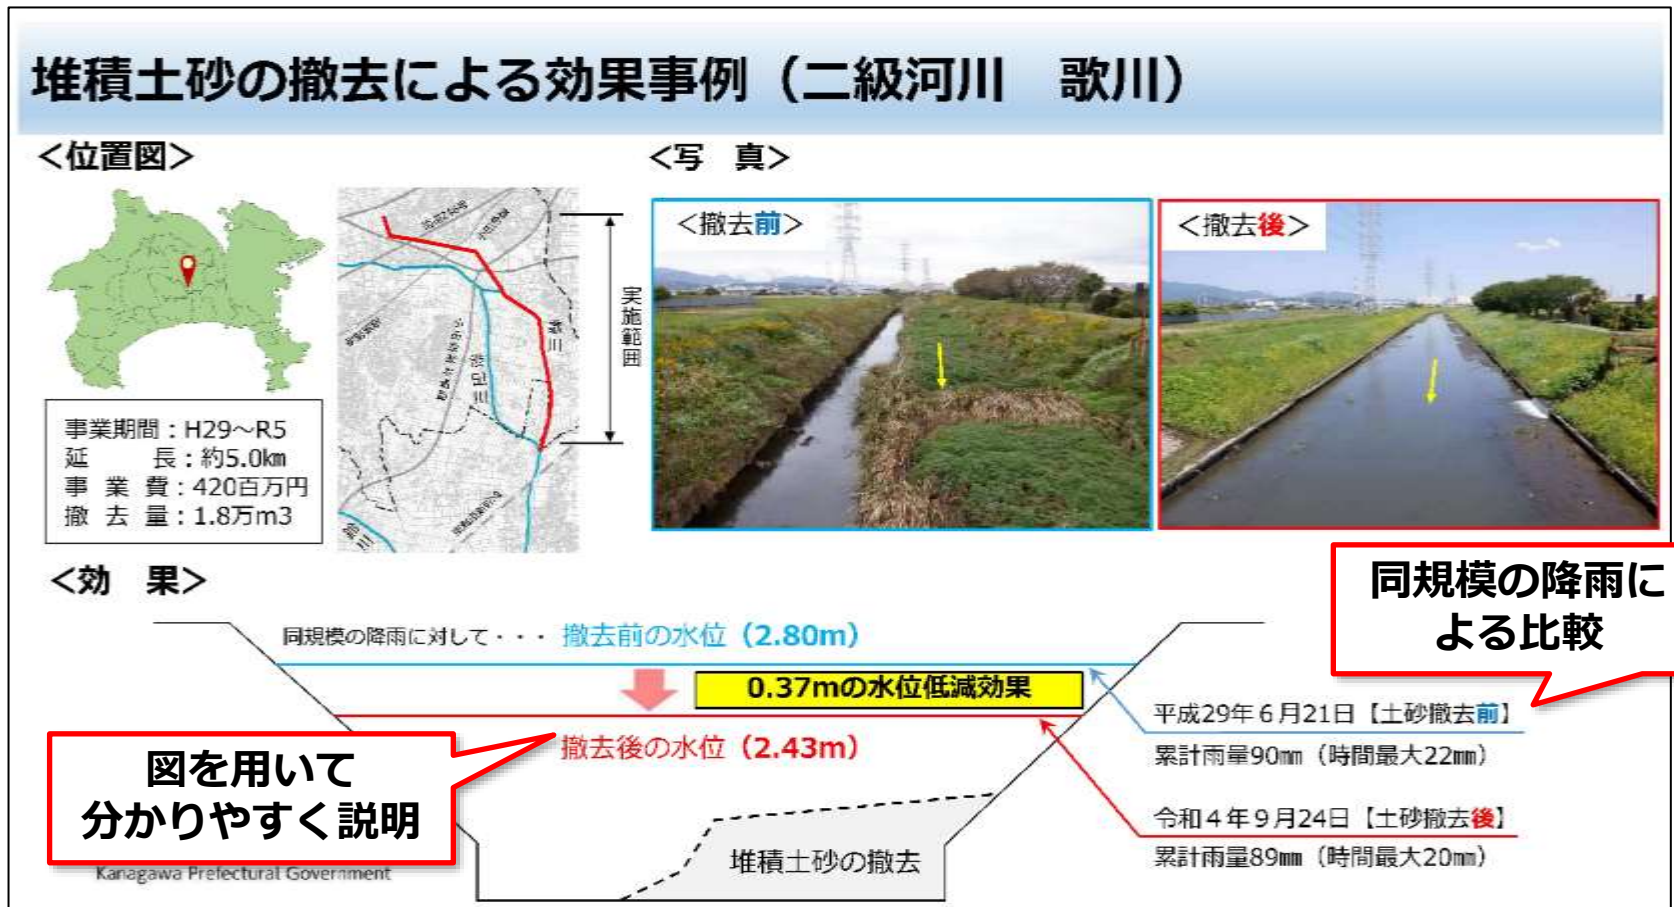 堆積土砂の撤去による効果事例（二級河川　歌川）
＜位置図＞
実施範囲
事業期間：H29～R5
延　　長：約5.0km
事 業 費：420百万円
撤 去 量：1.8万m3
＜写　真＞
＜撤去前＞
＜撤去後＞
＜効　果＞
同規模の降雨に対して・・・
撤去前の水位（2.80m）
0.37mの水位低減効果
撤去後の水位（2.43m）
堆積土砂の撤去
同規模の降雨に
よる比較
平成29年６月21日【土砂撤去前】
累計雨量90㎜（時間最大22㎜）
令和４年９月24日【土砂撤去後】
累計雨量89㎜（時間最大20㎜）
図を用いて
分かりやすく説明
Kanagawa Prefectural Government